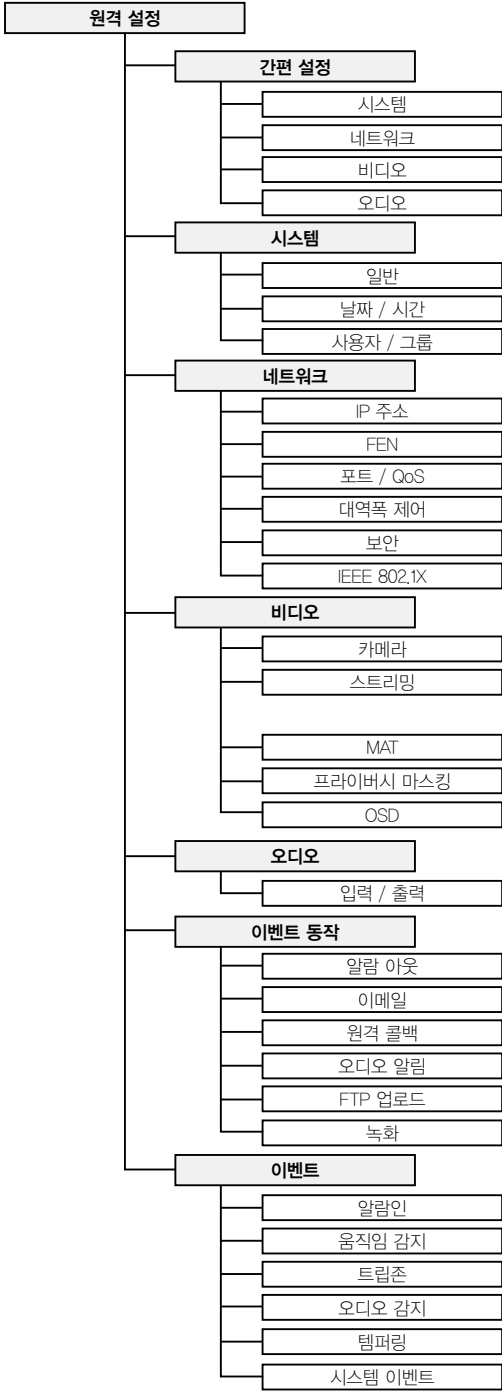 원격 설정
간편 설정
시스템
네트워크
비디오
오디오
시스템
일반
날짜 / 시간
사용자 / 그룹
네트워크
IP 주소
FEN
포트 / QoS
대역폭 제어
보안
IEEE 802.1X
비디오
카메라
스트리밍
MAT
프라이버시 마스킹
OSD
오디오
입력 / 출력
이벤트 동작
알람 아웃
이메일
원격 콜백
오디오 알림
FTP 업로드
녹화
이벤트
알람인
움직임 감지
트립존
오디오 감지
템퍼링
시스템 이벤트